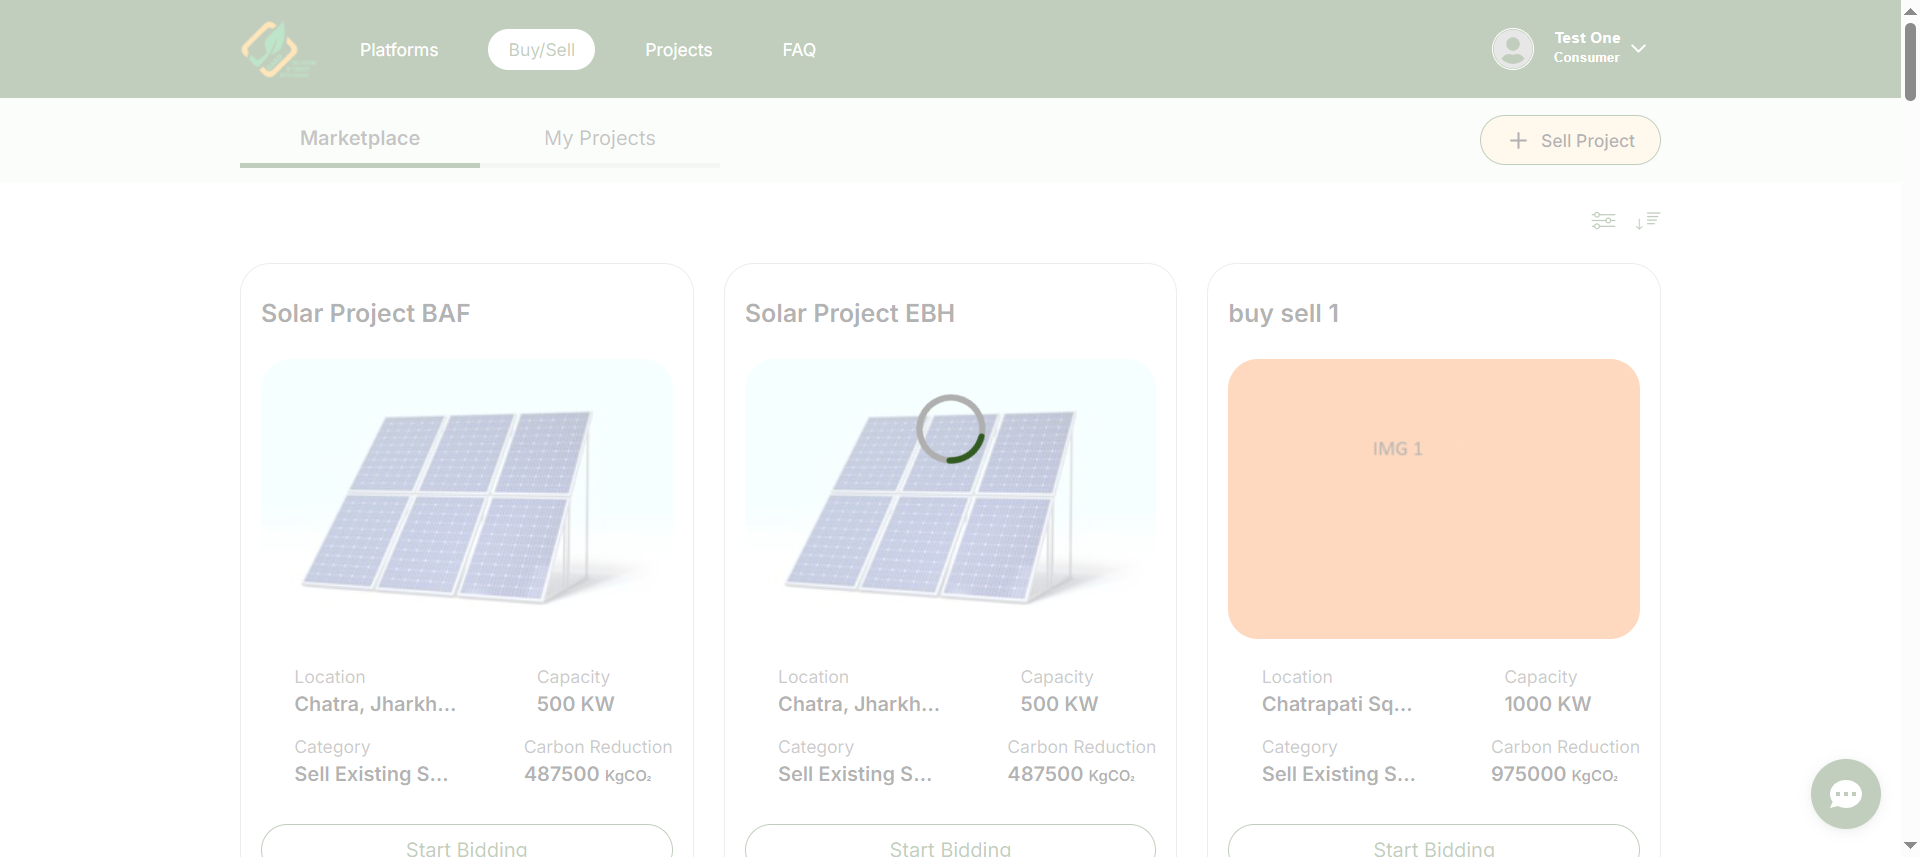 Platforms
Buy/Sell
Projects
FAQ
Test One
Consumer
Marketplace
My Projects
Sell Project
Solar Project BAF
Solar Project EBH
buy sell 1
IMG 1
Location
Capacity
Chatra, Jharkh...
500 KW
Category
Carbon Reduction
Sell Existing S...
487500 KgCO₂
Location
Capacity
Chatra, Jharkh...
500 KW
Category
Carbon Reduction
Sell Existing S...
487500 KgCO₂
Location
Capacity
Chatrapati Sq...
1000 KW
Category
Carbon Reduction
Sell Existing S...
975000 KgCO₂
Start Bidding
Start Bidding
Start Bidding